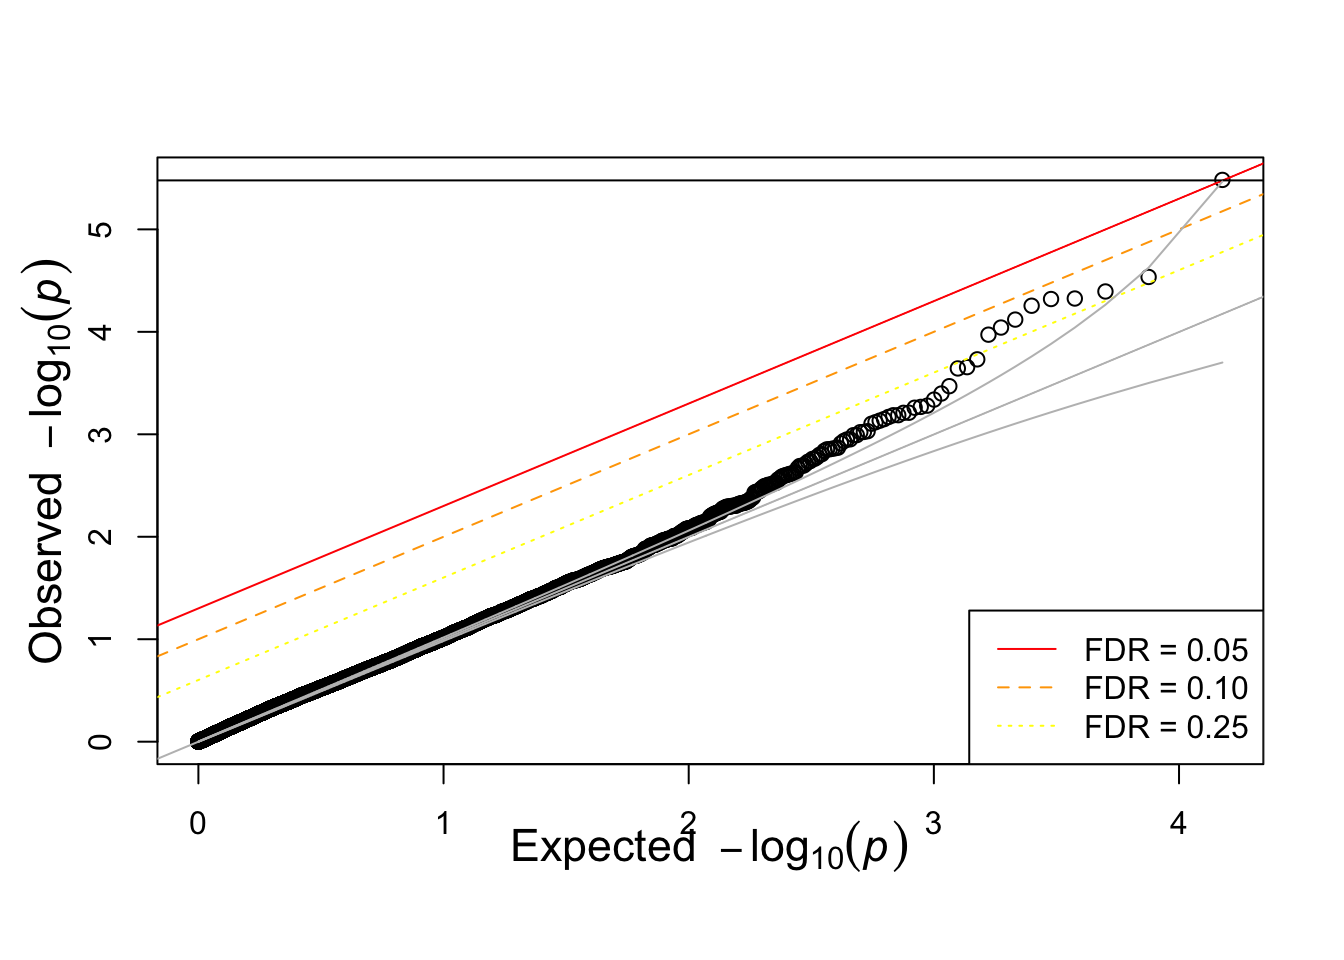 Observed −log10(p)
5
4
3
2
1
0
FDR = 0.05
FDR = 0.10
FDR = 0.25
0 1 2 3 4
Expected −log10(p)